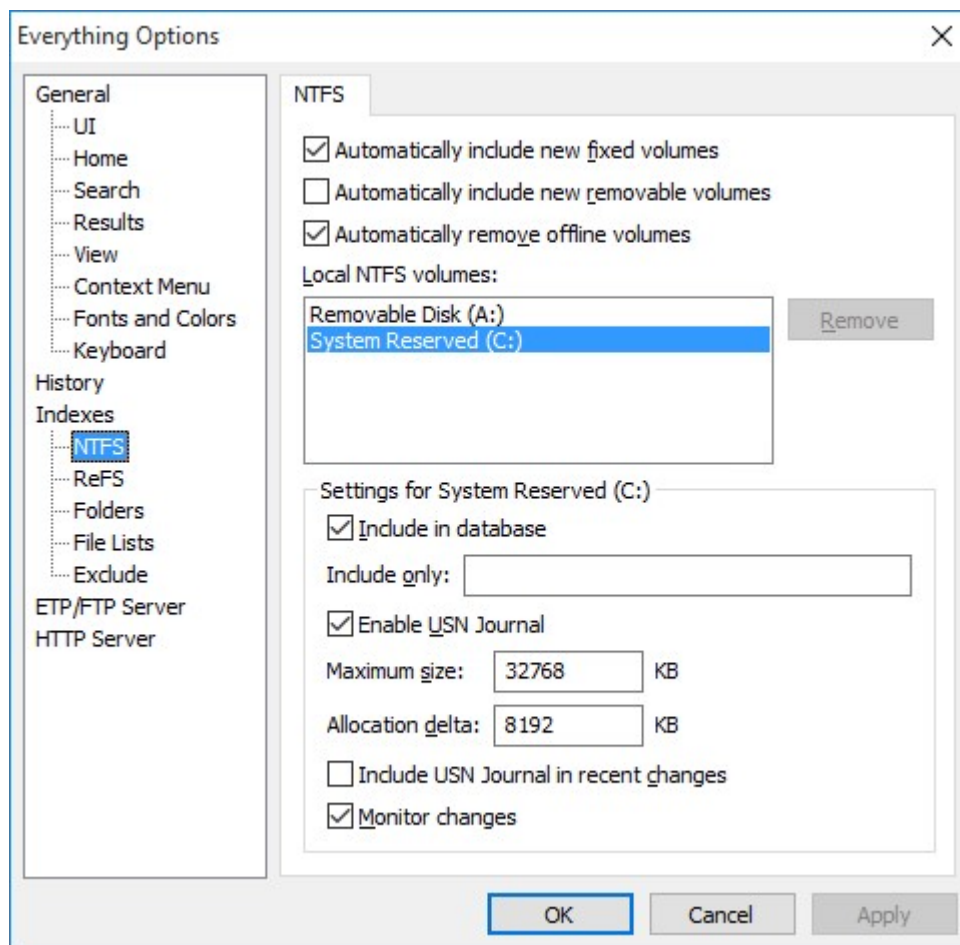 Everything Options
General
UI
Home
Search
Results
View
Context Menu
Fonts and Colors
Keyboard
History
Indexes
NTFS
ReFS
Folders
File Lists
Exclude
ETP/FTP Server
HTTP Server
NTFS
Automatically include new fixed volumes
Automatically include new removable volumes
Automatically remove offline volumes
Local NTFS volumes:
Removable Disk (A:)
System Reserved (C:)
Remove
Settings for System Reserved (C:)
Include in database
Include only:
Enable USN Journal
Maximum size: 32768 KB
Allocation delta: 8192 KB
Include USN Journal in recent changes
Monitor changes
OK Cancel Apply